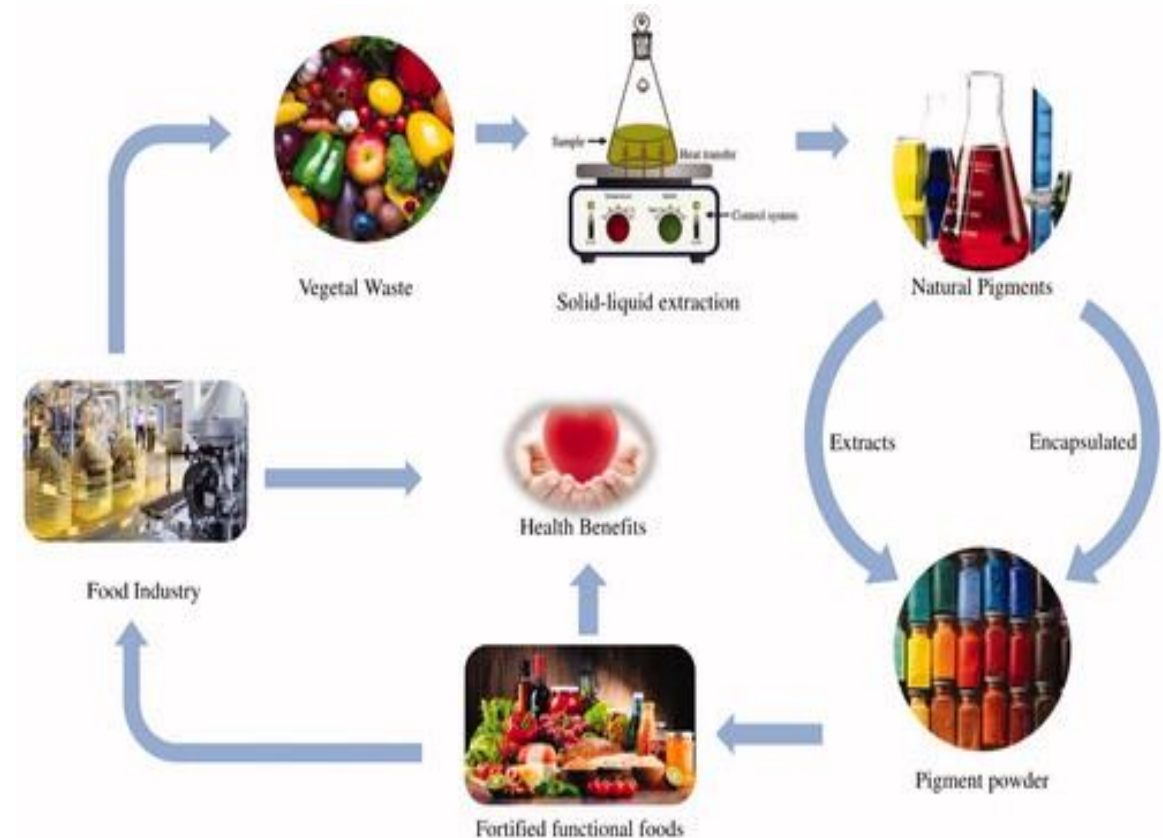 Sample
Heat transfer
Control system
Vegetal Waste
Solid-liquid extraction
Natural Pigments
Extracts
Encapsulated
Health Benefits
Food Industry
Pigment powder
Fortified functional foods